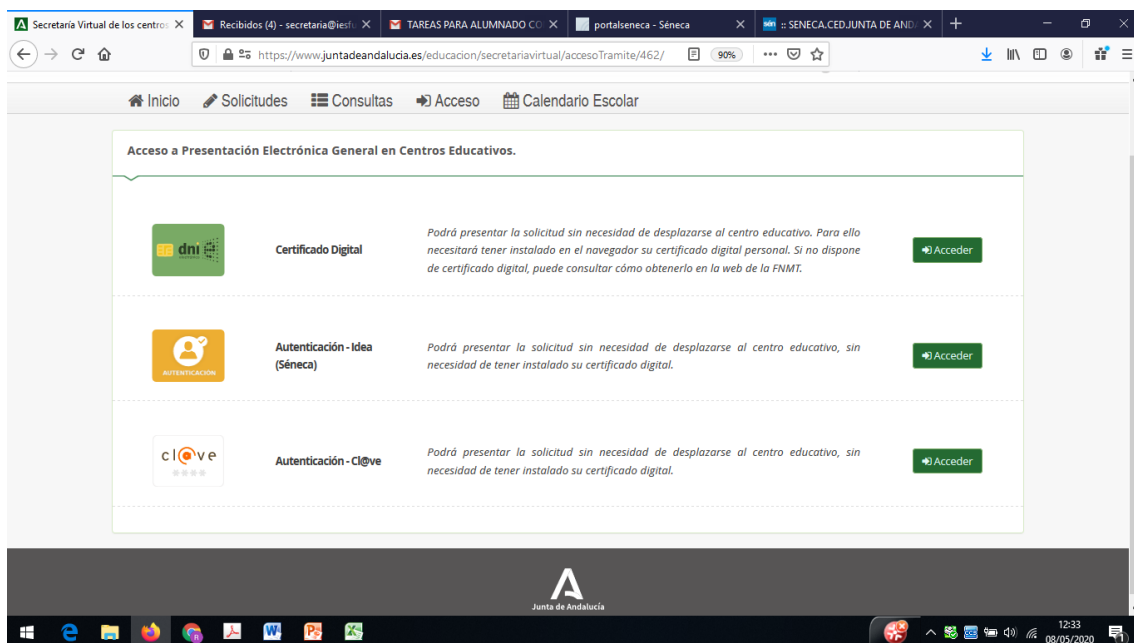 Secretaría Virtual de los centros
Recibidos (4) - secretaria@iesfu
TAREAS PARA ALUMNADO CO
portalseneca - Séneca
sén :: SENECA.CED.JUNTA DE AND
https://www.juntadeandalucia.es/educacion/secretariavirtual/accesoTramite/462/
90%
Inicio Solicitudes Consultas Acceso Calendario Escolar
Acceso a Presentación Electrónica General en Centros Educativos.
dni e
Certificado Digital
Podrá presentar la solicitud sin necesidad de desplazarse al centro educativo. Para ello
necesitará tener instalado en el navegador su certificado digital personal. Si no dispone
de certificado digital, puede consultar cómo obtenerlo en la web de la FNMT.
Acceder
AUTENTICACIÓN
Autenticación - Idea
(Séneca)
Podrá presentar la solicitud sin necesidad de desplazarse al centro educativo, sin
necesidad de tener instalado su certificado digital.
Acceder
cl@ve
Autenticación - Cl@ve
Podrá presentar la solicitud sin necesidad de desplazarse al centro educativo, sin
necesidad de tener instalado su certificado digital.
Acceder
Junta de Andalucía
12:33
08/05/2020